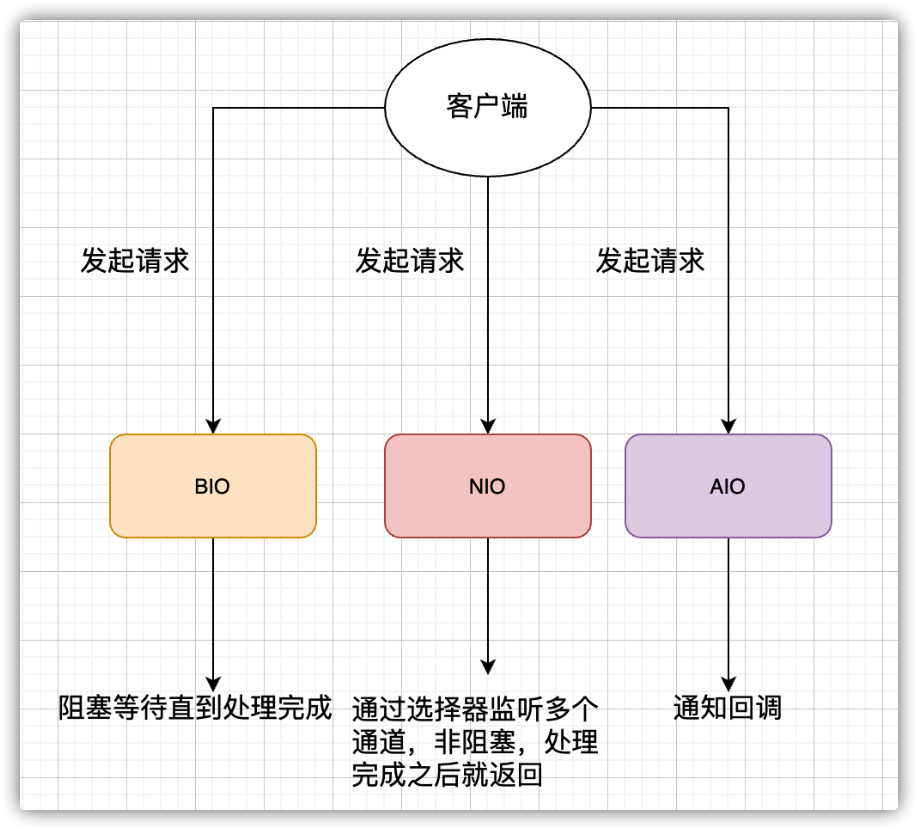 客户端
发起请求
发起请求
发起请求
BIO
NIO
AIO
阻塞等待直到处理完成
通过选择器监听多个
通道，非阻塞，处理
完成之后就返回
通知回调